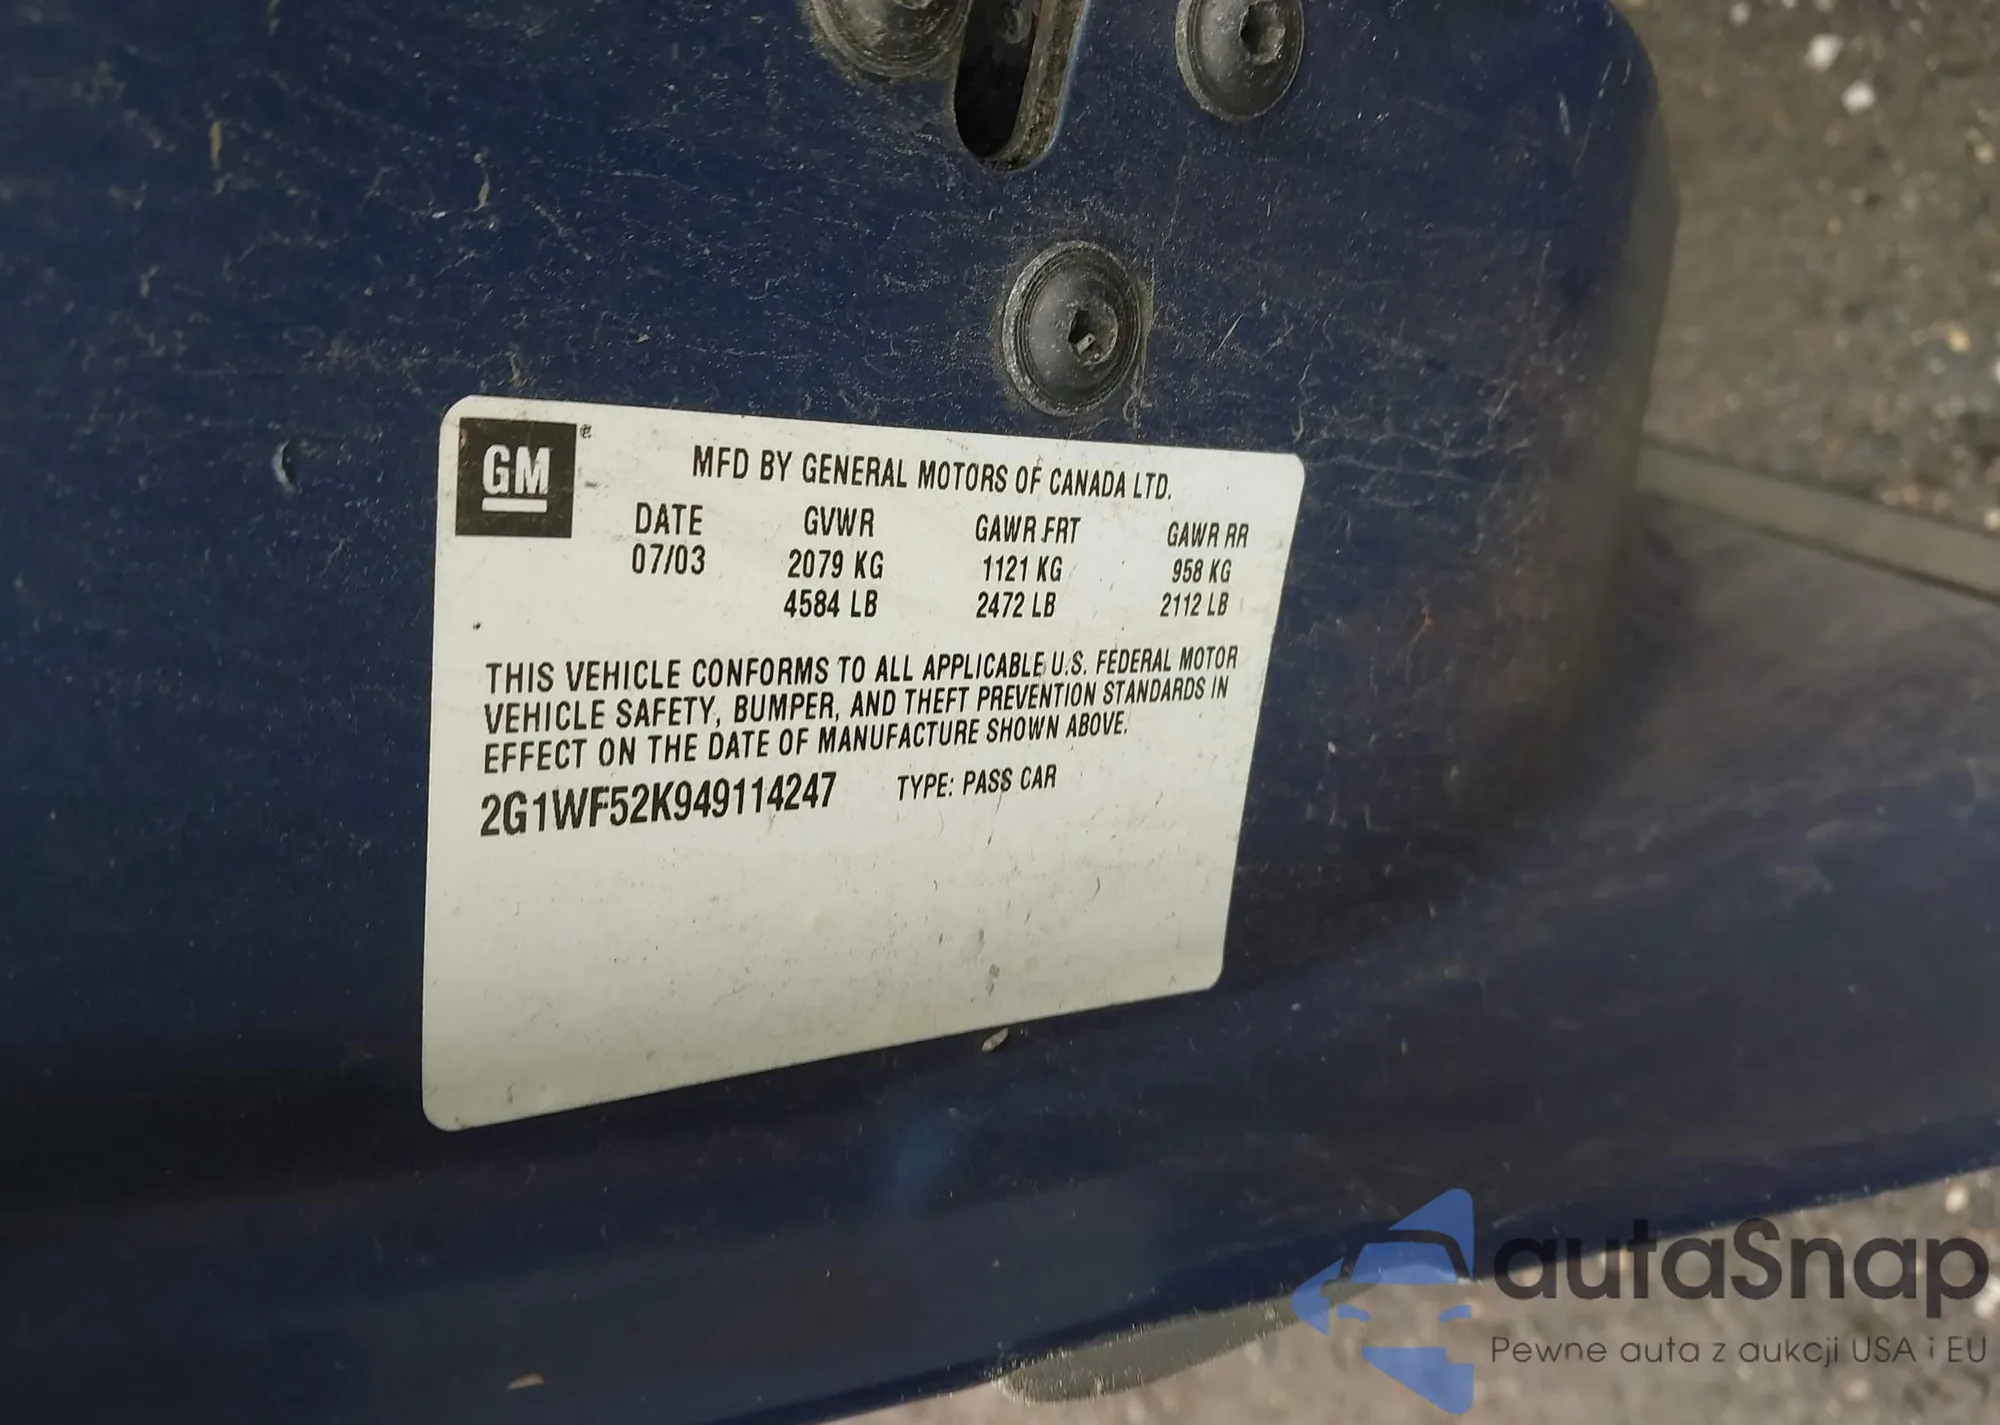 GM®
MFD BY GENERAL MOTORS OF CANADA LTD.
DATE GVWR GAWR FRT GAWR RR
07/03 2079 KG 1121 KG 958 KG
4584 LB 2472 LB 2112 LB
THIS VEHICLE CONFORMS TO ALL APPLICABLE U.S. FEDERAL MOTOR
VEHICLE SAFETY, BUMPER, AND THEFT PREVENTION STANDARDS IN
EFFECT ON THE DATE OF MANUFACTURE SHOWN ABOVE.
2G1WF52K949114247 TYPE: PASS CAR
autaSnap
Pewne auta z aukcji USA i EU